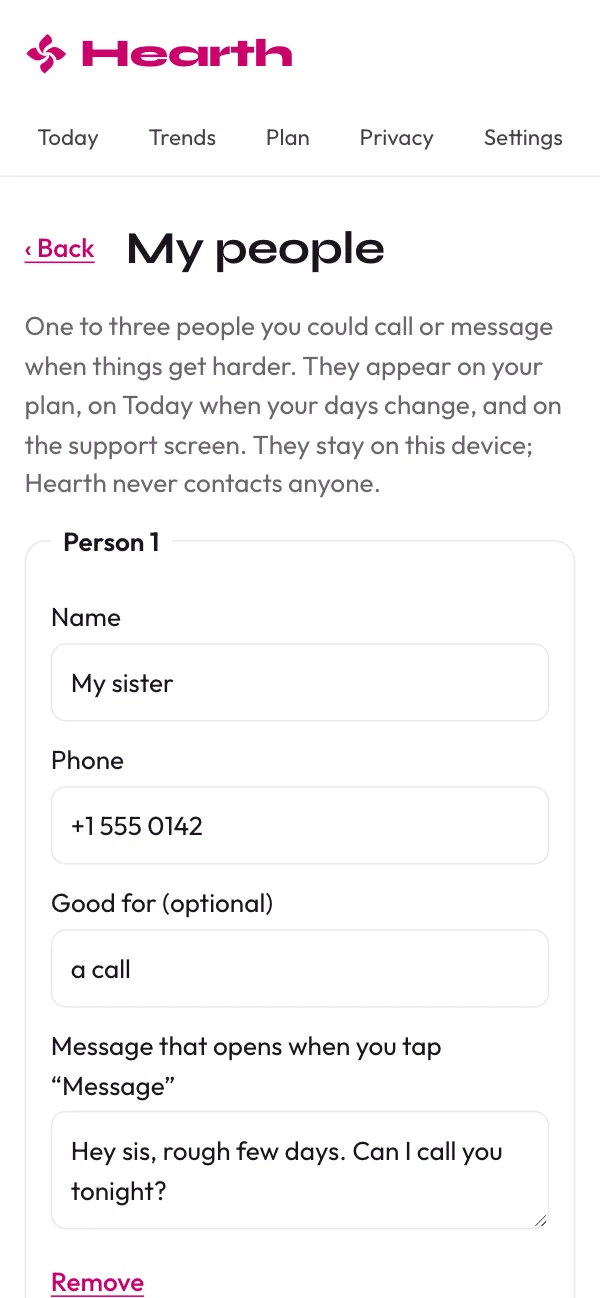 Hearth
Today Trends Plan Privacy Settings
‹ Back My people
One to three people you could call or message
when things get harder. They appear on your
plan, on Today when your days change, and on
the support screen. They stay on this device;
Hearth never contacts anyone.
Person 1
Name
My sister
Phone
+1 555 0142
Good for (optional)
a call
Message that opens when you tap
“Message”
Hey sis, rough few days. Can I call you
tonight?
Remove